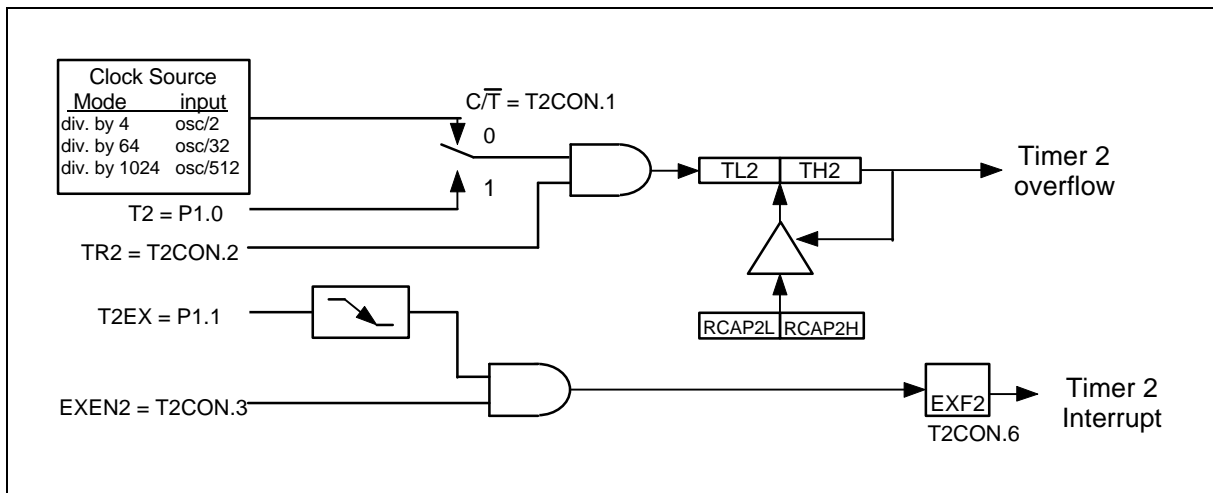 Clock Source
Mode input
div. by 4 osc/2
div. by 64 osc/32
div. by 1024 osc/512
C/T̅ = T2CON.1
0
1
T2 = P1.0
TR2 = T2CON.2
TL2 TH2
Timer 2
overflow
T2EX = P1.1
RCAP2L RCAP2H
EXEN2 = T2CON.3
EXF2
T2CON.6
Timer 2
Interrupt